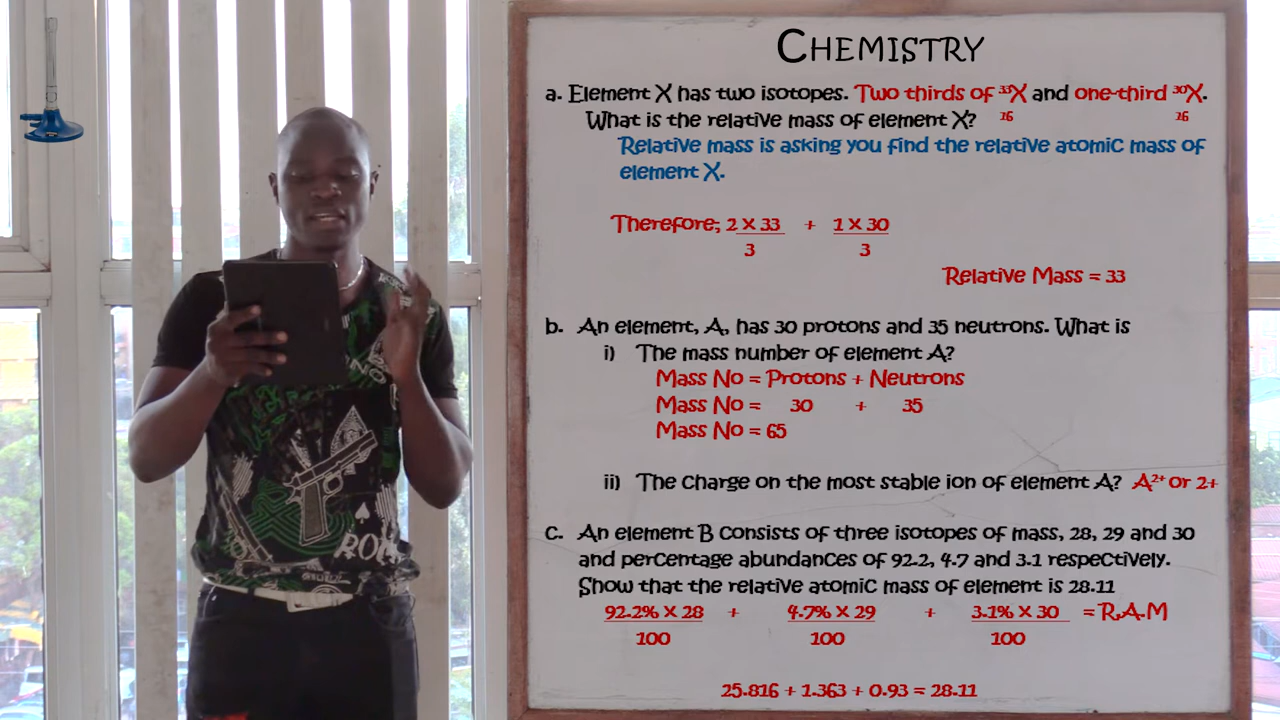 CHEMISTRY
a. Element X has two isotopes. Two thirds of ³³X and one-third ³⁰X.
16 16
What is the relative mass of element X?
Relative mass is asking you find the relative atomic mass of
element X.
Therefore; 2 X 33 + 1 X 30
3 3
Relative Mass = 33
b. An element, A, has 30 protons and 35 neutrons. What is
i) The mass number of element A?
Mass No = Protons + Neutrons
Mass No = 30 + 35
Mass No = 65
ii) The charge on the most stable ion of element A? A²⁺ or 2+
c. An element B consists of three isotopes of mass, 28, 29 and 30
and percentage abundances of 92.2, 4.7 and 3.1 respectively.
Show that the relative atomic mass of element is 28.11
92.2% X 28 + 4.7% X 29 + 3.1% X 30 = R.A.M
100 100 100
25.816 + 1.363 + 0.93 = 28.11